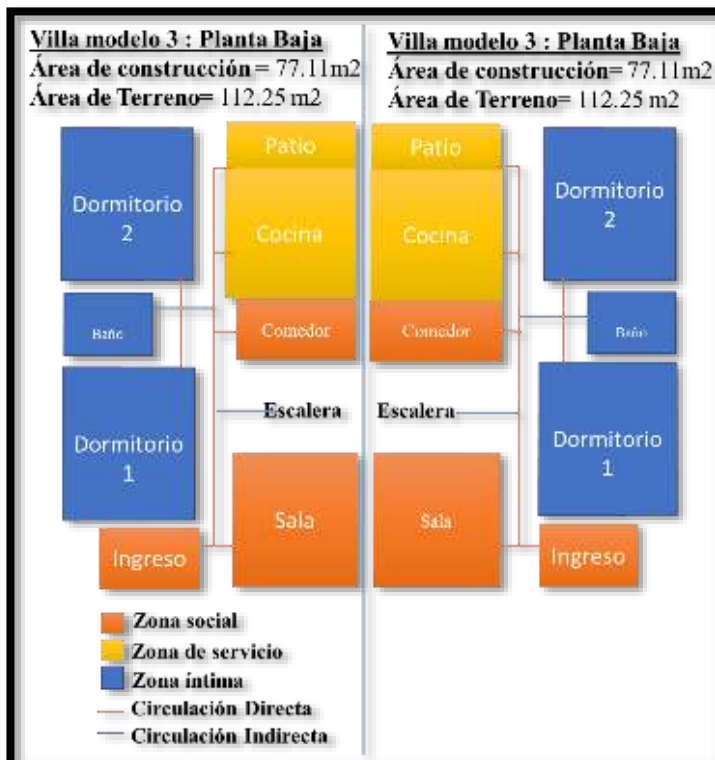 Villa modelo 3 : Planta Baja
Área de construcción= 77.11m2
Área de Terreno= 112.25 m2
Patio
Dormitorio
2
Cocina
Baño
Comedor
Escalera
Dormitorio
1
Sala
Ingreso
Villa modelo 3 : Planta Baja
Área de construcción= 77.11m2
Área de Terreno= 112.25 m2
Patio
Dormitorio
2
Cocina
Comedor
Baño
Escalera
Dormitorio
1
Sala
Ingreso
Zona social
Zona de servicio
Zona íntima
Circulación Directa
Circulación Indirecta